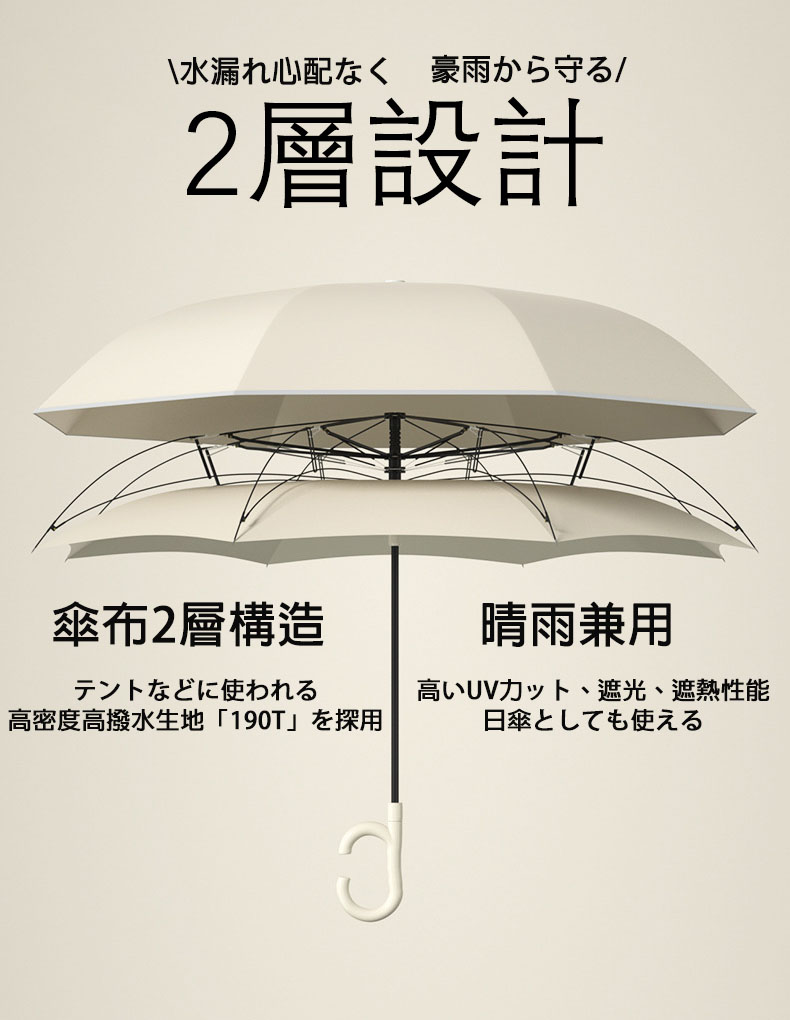 \水漏れ心配なく　豪雨から守る/
2層設計
傘布2層構造
テントなどに使われる
高密度高撥水生地「190T」を採用
晴雨兼用
高いUVカット、遮光、遮熱性能
日傘としても使える